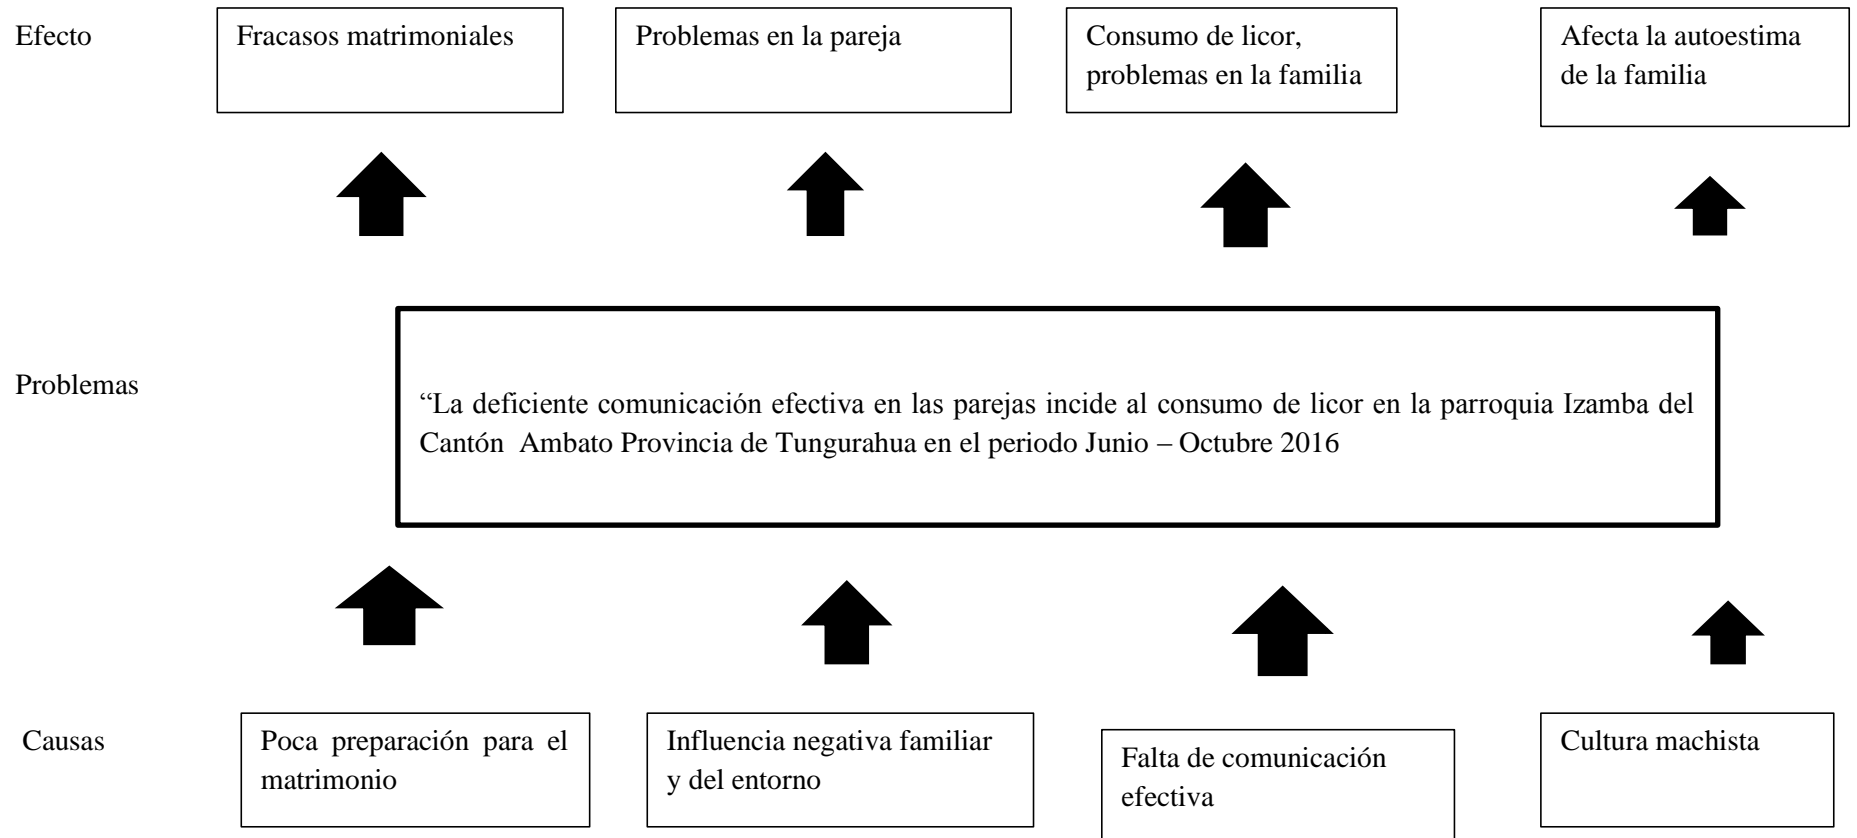 Efecto
Fracasos matrimoniales
Problemas en la pareja
Consumo de licor,
problemas en la familia
Afecta la autoestima
de la familia
Problemas
“La deficiente comunicación efectiva en las parejas incide al consumo de licor en la parroquia Izamba del
Cantón Ambato Provincia de Tungurahua en el periodo Junio – Octubre 2016
Causas
Poca preparación para el
matrimonio
Influencia negativa familiar
y del entorno
Falta de comunicación
efectiva
Cultura machista